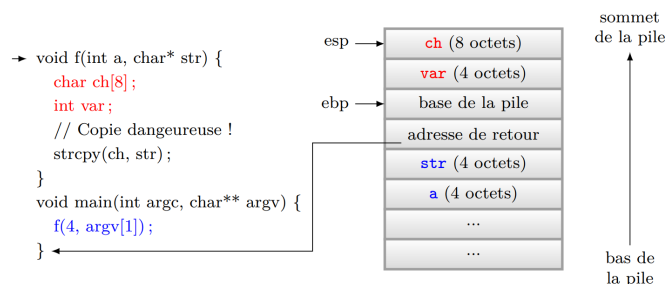 void f(int a, char* str) {
char ch[8] ;
int var ;
// Copie dangeureuse !
strcpy(ch, str) ;
}
void main(int argc, char** argv) {
f(4, argv[1]) ;
}
esp
ebp
ch (8 octets)
var (4 octets)
base de la pile
adresse de retour
str (4 octets)
a (4 octets)
...
...
sommet
de la pile
bas de
la pile